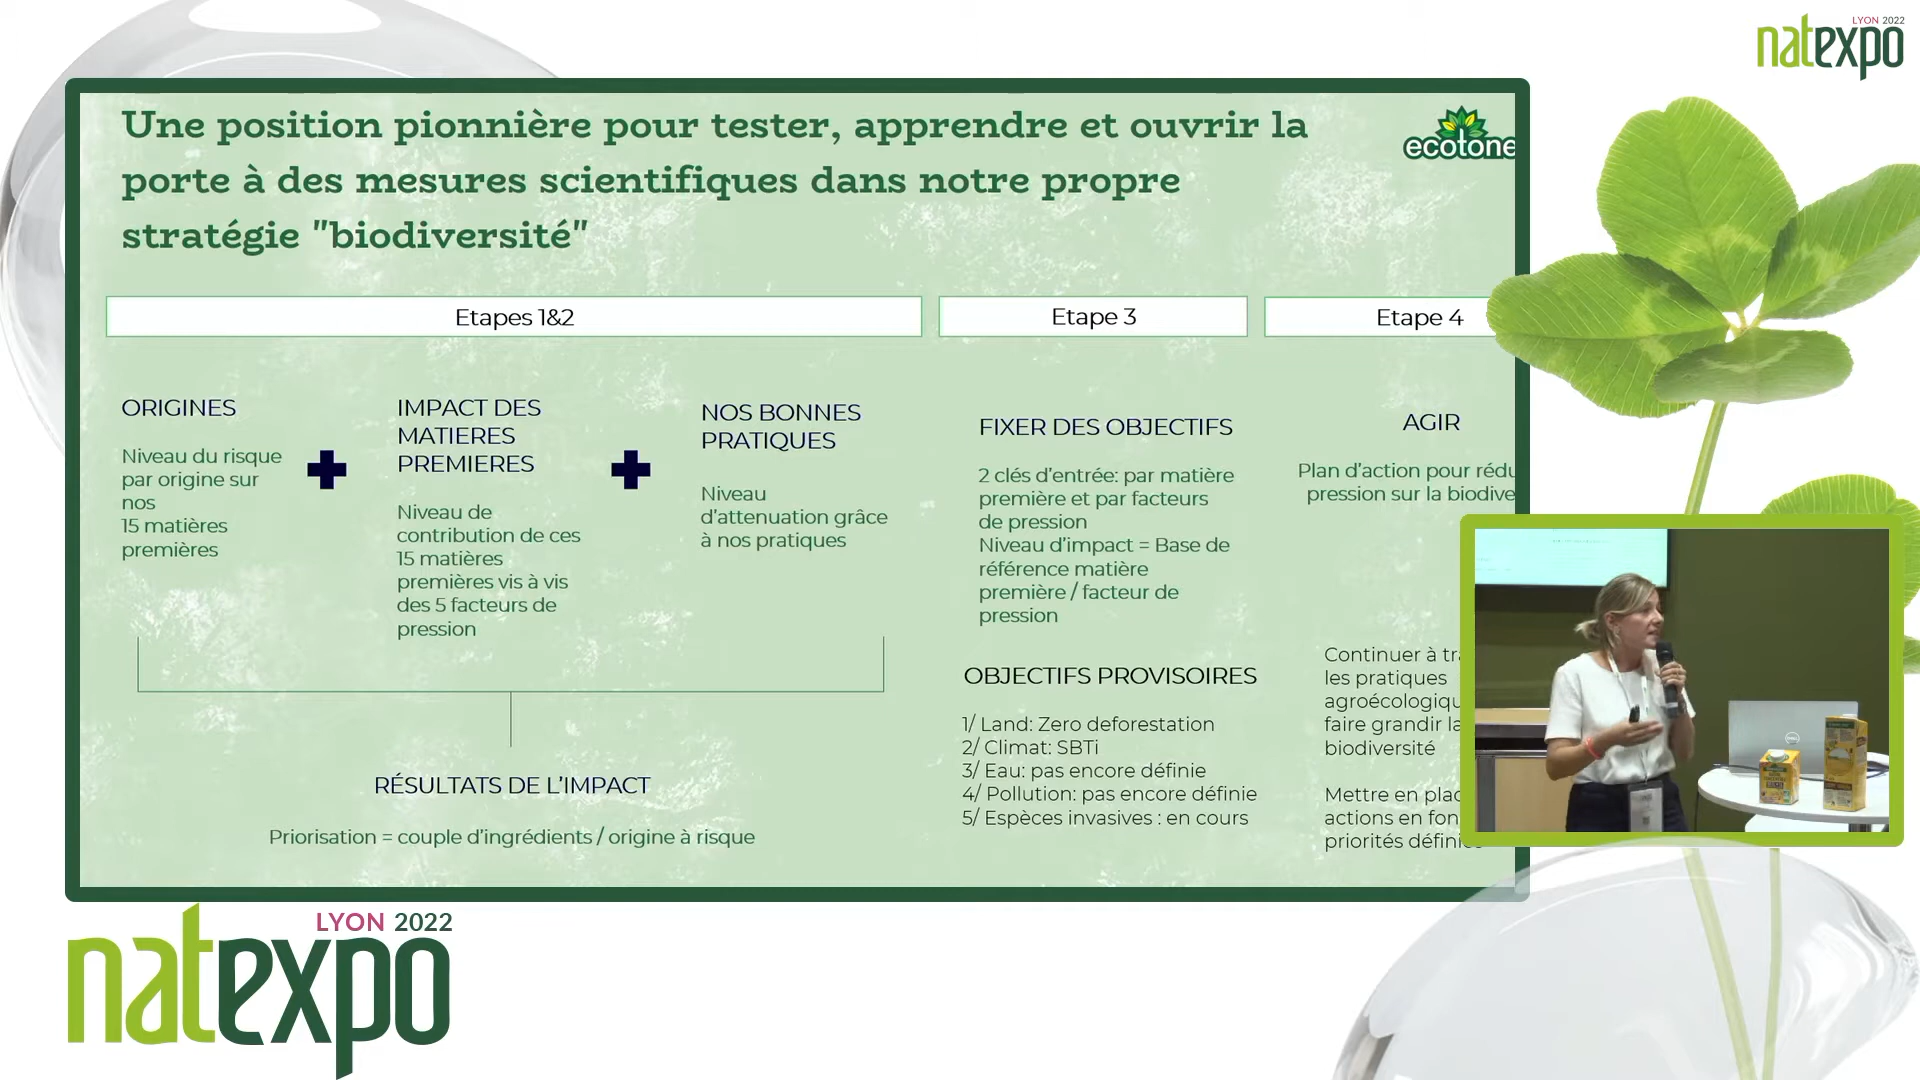 LYON 2022
natexpo
Une position pionnière pour tester, apprendre et ouvrir la
porte à des mesures scientifiques dans notre propre
stratégie "biodiversité"
ecotone
Etapes 1&2
Etape 3
Etape 4
ORIGINES
Niveau du risque
par origine sur
nos
15 matières
premières
IMPACT DES
MATIERES
PREMIERES
Niveau de
contribution de ces
15 matières
premières vis à vis
des 5 facteurs de
pression
NOS BONNES
PRATIQUES
Niveau
d'attenuation grâce
à nos pratiques
RÉSULTATS DE L'IMPACT
Priorisation = couple d'ingrédients / origine à risque
FIXER DES OBJECTIFS
2 clés d'entrée: par matière
première et par facteurs
de pression
Niveau d'impact = Base de
référence matière
première / facteur de
pression
OBJECTIFS PROVISOIRES
1/ Land: Zero deforestation
2/ Climat: SBTi
3/ Eau: pas encore définie
4/ Pollution: pas encore définie
5/ Espèces invasives : en cours
AGIR
Plan d'action pour rédu
pression sur la biodive
Continuer à tra
les pratiques
agroécologiqu
faire grandir la
biodiversité
Mettre en plac
actions en fon
priorités définies
DELL
LYON 2022
natexpo